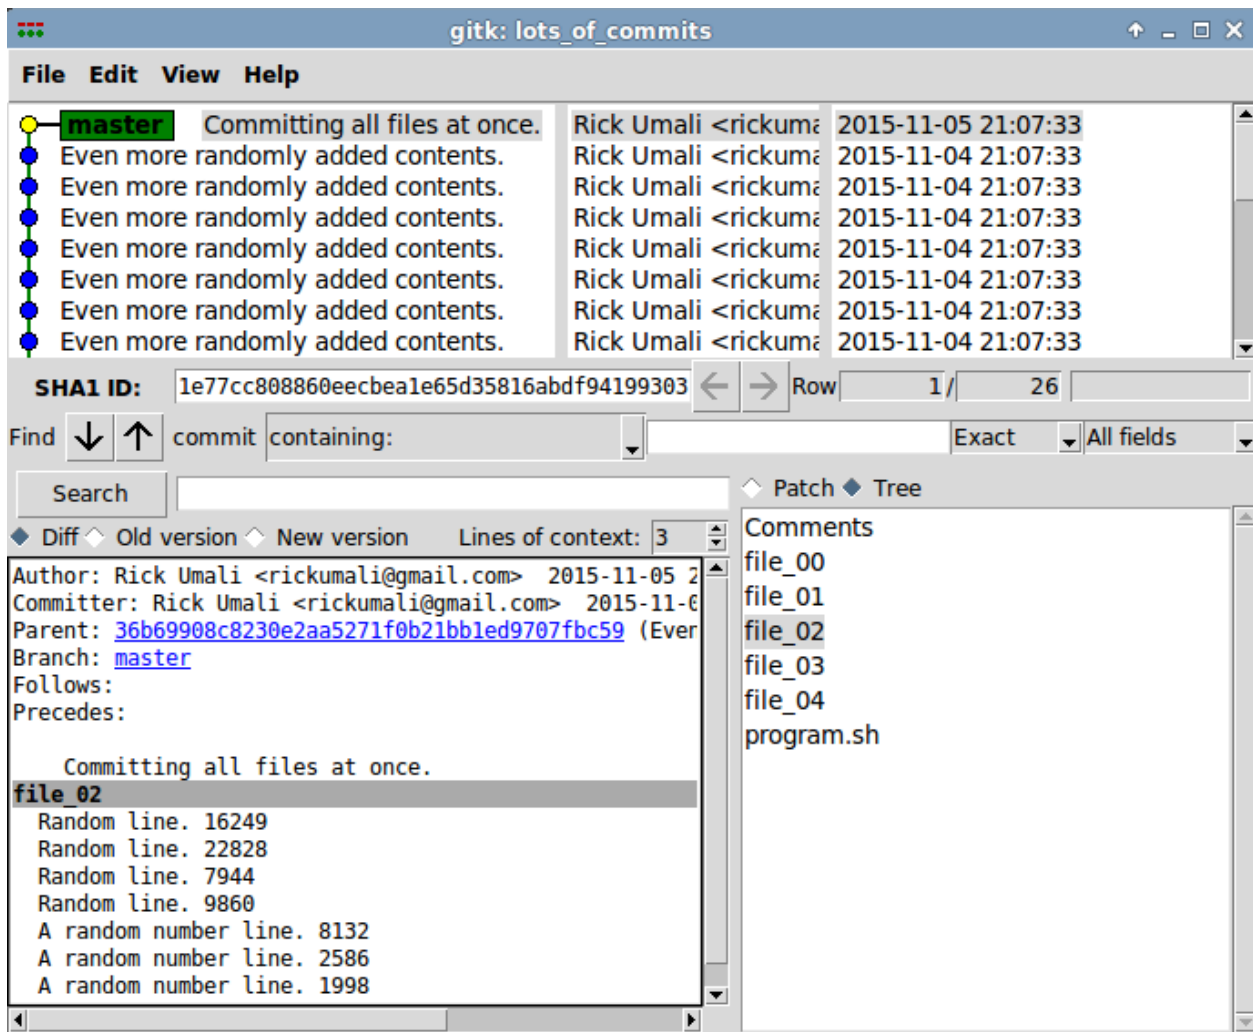 gitk: lots_of_commits
File Edit View Help
master Committing all files at once. Rick Umali <rickuma 2015-11-05 21:07:33
Even more randomly added contents. Rick Umali <rickuma 2015-11-04 21:07:33
Even more randomly added contents. Rick Umali <rickuma 2015-11-04 21:07:33
Even more randomly added contents. Rick Umali <rickuma 2015-11-04 21:07:33
Even more randomly added contents. Rick Umali <rickuma 2015-11-04 21:07:33
Even more randomly added contents. Rick Umali <rickuma 2015-11-04 21:07:33
Even more randomly added contents. Rick Umali <rickuma 2015-11-04 21:07:33
Even more randomly added contents. Rick Umali <rickuma 2015-11-04 21:07:33
SHA1 ID: 1e77cc808860eecbea1e65d35816abdf94199303 Row 1 / 26
Find commit containing: Exact All fields
Search
Diff Old version New version Lines of context: 3
Author: Rick Umali <rickumali@gmail.com> 2015-11-05 2
Committer: Rick Umali <rickumali@gmail.com> 2015-11-0
Parent: 36b69908c8230e2aa5271f0b21bb1ed9707fbc59 (Even
Branch: master
Follows:
Precedes:
Committing all files at once.
file_02
Random line. 16249
Random line. 22828
Random line. 7944
Random line. 9860
A random number line. 8132
A random number line. 2586
A random number line. 1998
Patch Tree
Comments
file_00
file_01
file_02
file_03
file_04
program.sh